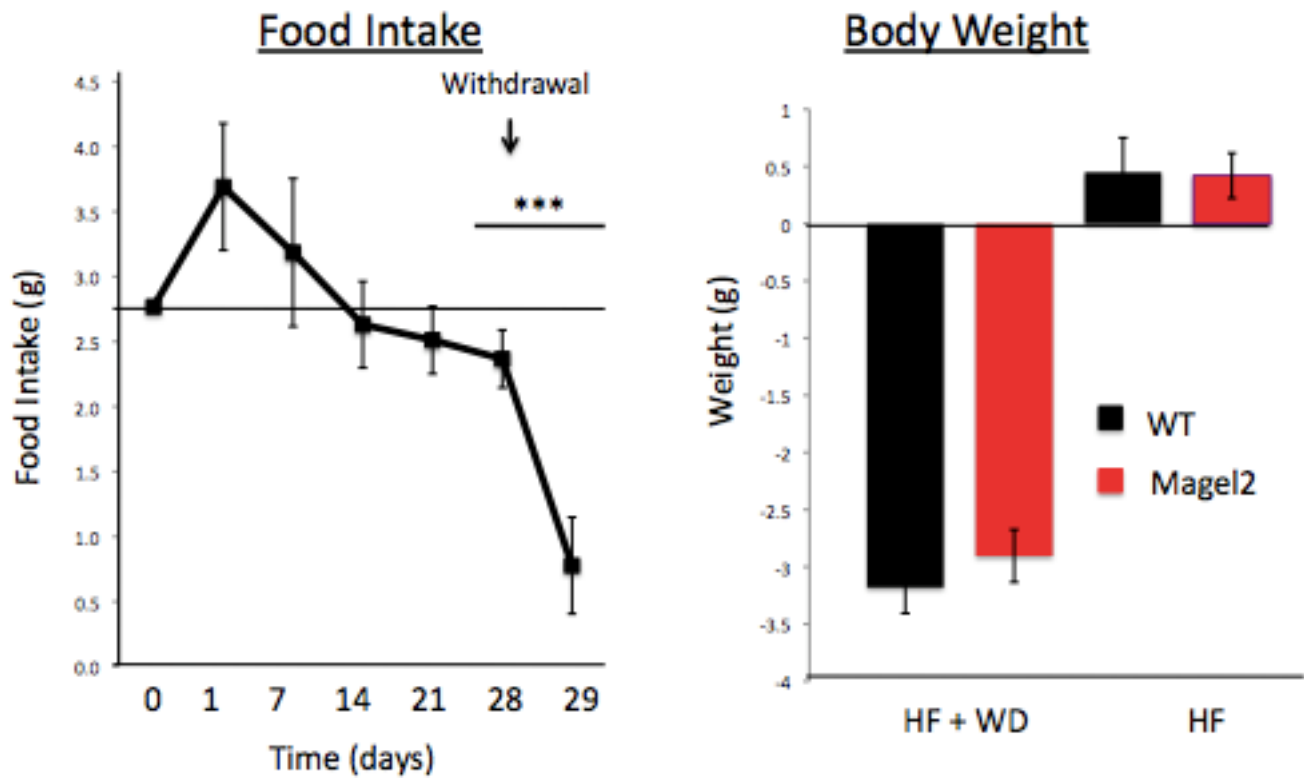 Food Intake
Withdrawal
***
Food Intake (g)
4.5
4.0
3.5
3.0
2.5
2.0
1.5
1.0
0.5
0.0
0 1 7 14 21 28 29
Time (days)
Body Weight
Weight (g)
1
0.5
0
-0.5
-1
-1.5
-2
-2.5
-3
-3.5
-4
WT
Magel2
HF + WD HF